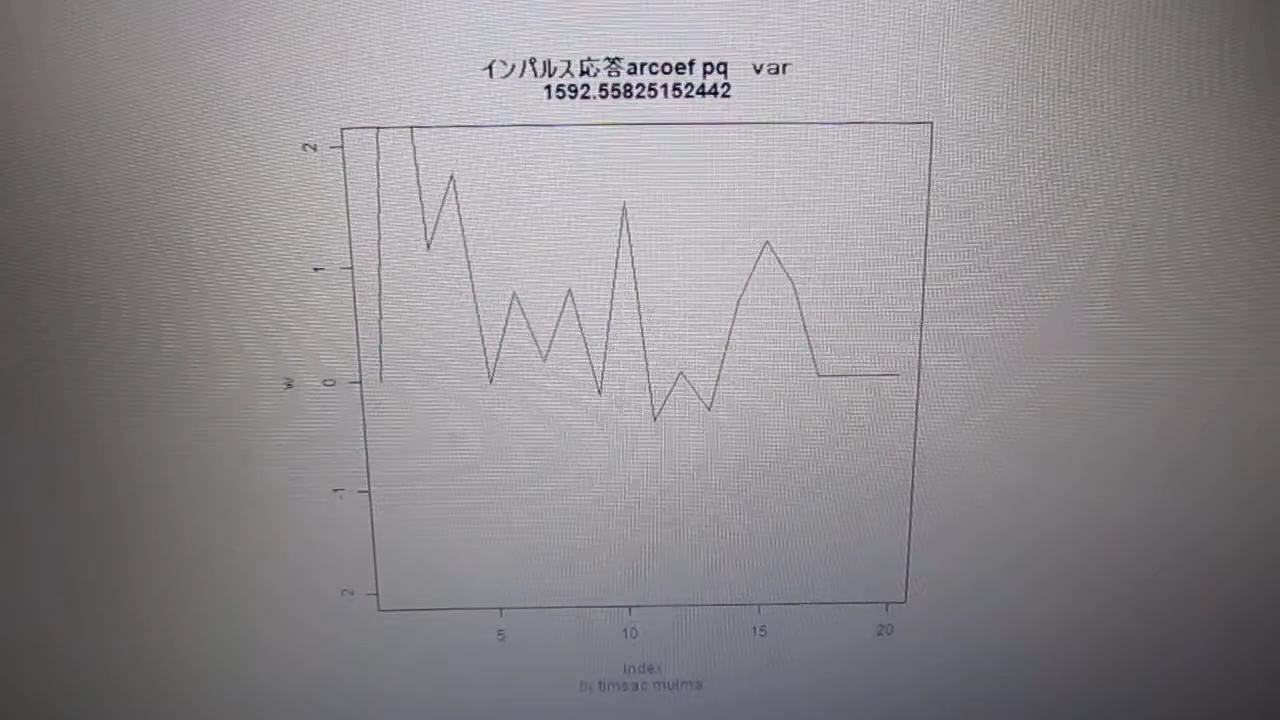 インパルス応答arcoef pq var
1592.55825152442
2
1
0
-1
2
w
5
10
15
20
Index
by timsac mulma